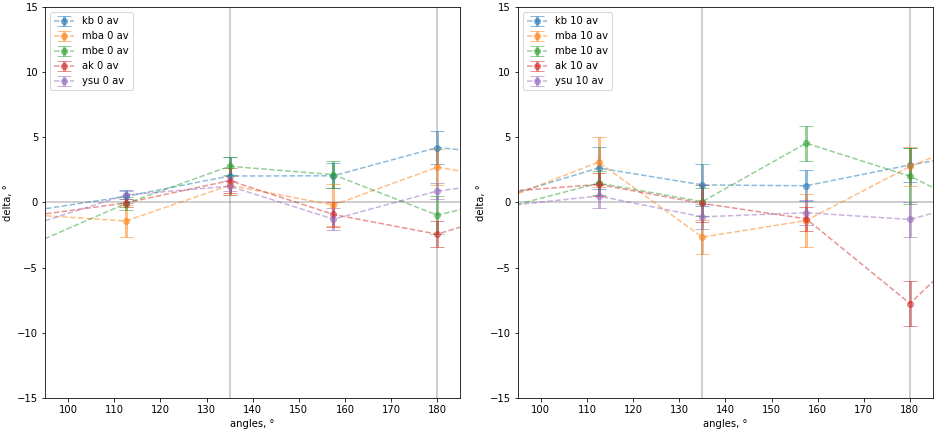 15
10
5
0
−5
−10
−15
delta, °
kb 0 av
mba 0 av
mbe 0 av
ak 0 av
ysu 0 av
100 110 120 130 140 150 160 170 180
angles, °
15
10
5
0
−5
−10
−15
delta, °
kb 10 av
mba 10 av
mbe 10 av
ak 10 av
ysu 10 av
100 110 120 130 140 150 160 170 180
angles, °